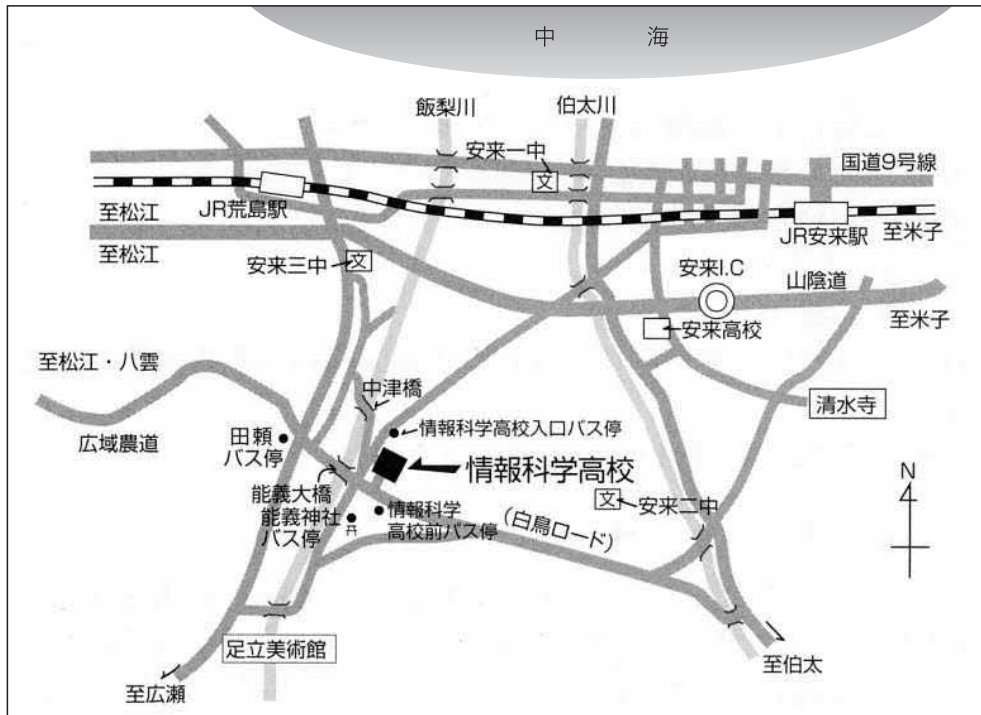 中　海
飯梨川
伯太川
安来一中
文
国道9号線
至松江
JR荒島駅
JR安来駅
至米子
至松江
安来三中
文
安来I.C
山陰道
至米子
安来高校
至松江・八雲
中津橋
清水寺
広域農道
田頼
バス停
情報科学高校入口バス停
情報科学高校
N
能義大橋
能義神社
バス停
情報科学
高校前バス停
文
安来二中
(白鳥ロード)
足立美術館
至広瀬
至伯太